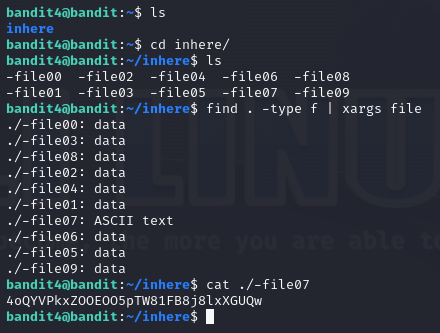 bandit4@bandit:~$ ls
inhere
bandit4@bandit:~$ cd inhere/
bandit4@bandit:~/inhere$ ls
-file00  -file02  -file04  -file06  -file08
-file01  -file03  -file05  -file07  -file09
bandit4@bandit:~/inhere$ find . -type f | xargs file
./-file00: data
./-file03: data
./-file08: data
./-file02: data
./-file04: data
./-file01: data
./-file07: ASCII text
./-file06: data
./-file05: data
./-file09: data
bandit4@bandit:~/inhere$ cat ./-file07
4oQYVPkxZOOEOO5pTW81FB8j8lxXGUQw
bandit4@bandit:~/inhere$